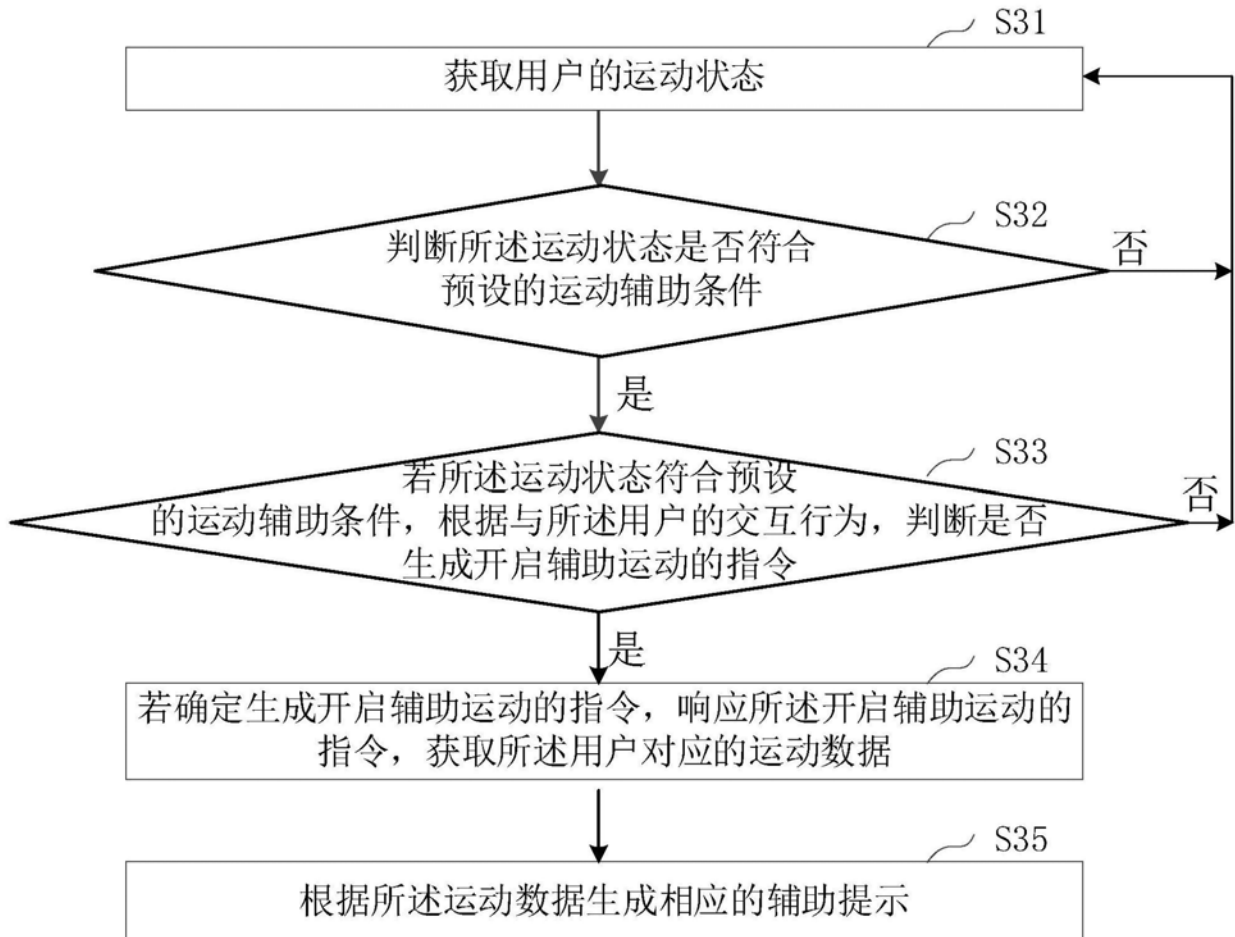 S31
获取用户的运动状态
S32
判断所述运动状态是否符合
预设的运动辅助条件
否
是
S33
若所述运动状态符合预设
的运动辅助条件，根据与所述用户的交互行为，判断是否
生成开启辅助运动的指令
否
是
S34
若确定生成开启辅助运动的指令，响应所述开启辅助运动的
指令，获取所述用户对应的运动数据
S35
根据所述运动数据生成相应的辅助提示